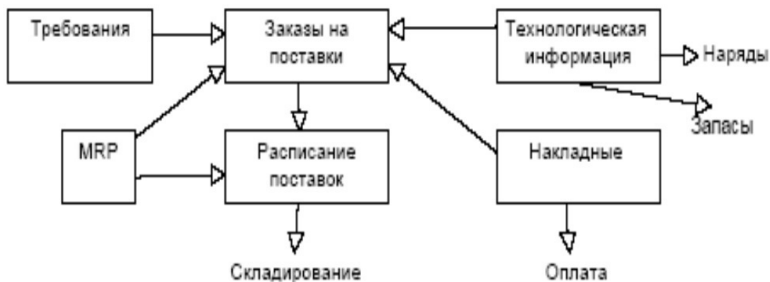 Требования
Заказы на
поставки
Технологическая
информация
Наряды
Запасы
MRP
Расписание
поставок
Накладные
Складирование
Оплата